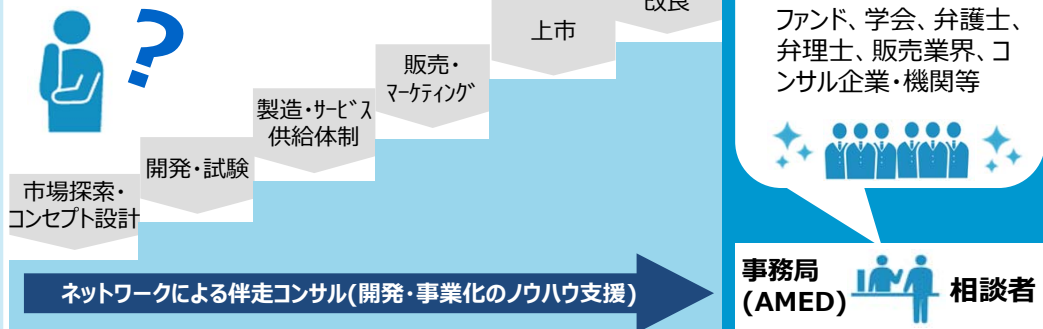 改良
上市
販売・
ﾏｰｹﾃｨﾝｸﾞ
製造・ｻｰﾋﾞｽ
供給体制
開発・試験
市場探索・
ｺﾝｾﾌﾟﾄ設計
?
ネットワークによる伴走コンサル(開発・事業化のノウハウ支援)
ファンド、学会、弁護士、
弁理士、販売業界、コ
ンサル企業・機関等
事務局
(AMED)
相談者